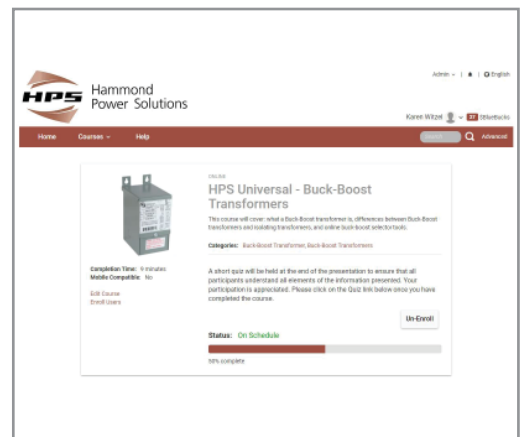 Admin
English
HPS
Hammond
Power Solutions
Karen Witzel
37
$BlueBucks
Home
Courses
Help
Search
Advanced
ONLINE
HPS Universal - Buck-Boost
Transformers
This course will cover: what a Buck-Boost transformer is, differences between Buck-Boost
transformers and isolating transformers, and online buck-boost selector tools.
Categories: Buck-Boost Transformer, Buck-Boost Transformers
Completion Time: 9 minutes
Mobile Compatible: No
Edit Course
Enroll Users
A short quiz will be held at the end of the presentation to ensure that all
participants understand all elements of the information presented. Your
participation is appreciated. Please click on the Quiz link below once you have
completed the course.
Un-Enroll
Status: On Schedule
50% complete